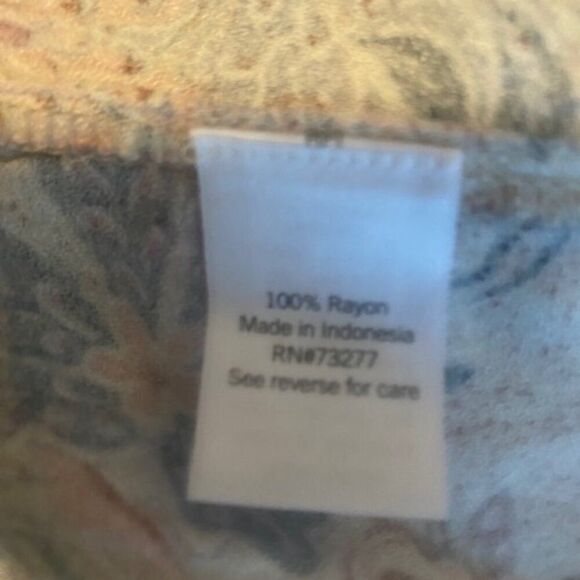 100% Rayon
Made in Indonesia
RN#73277
See reverse for care